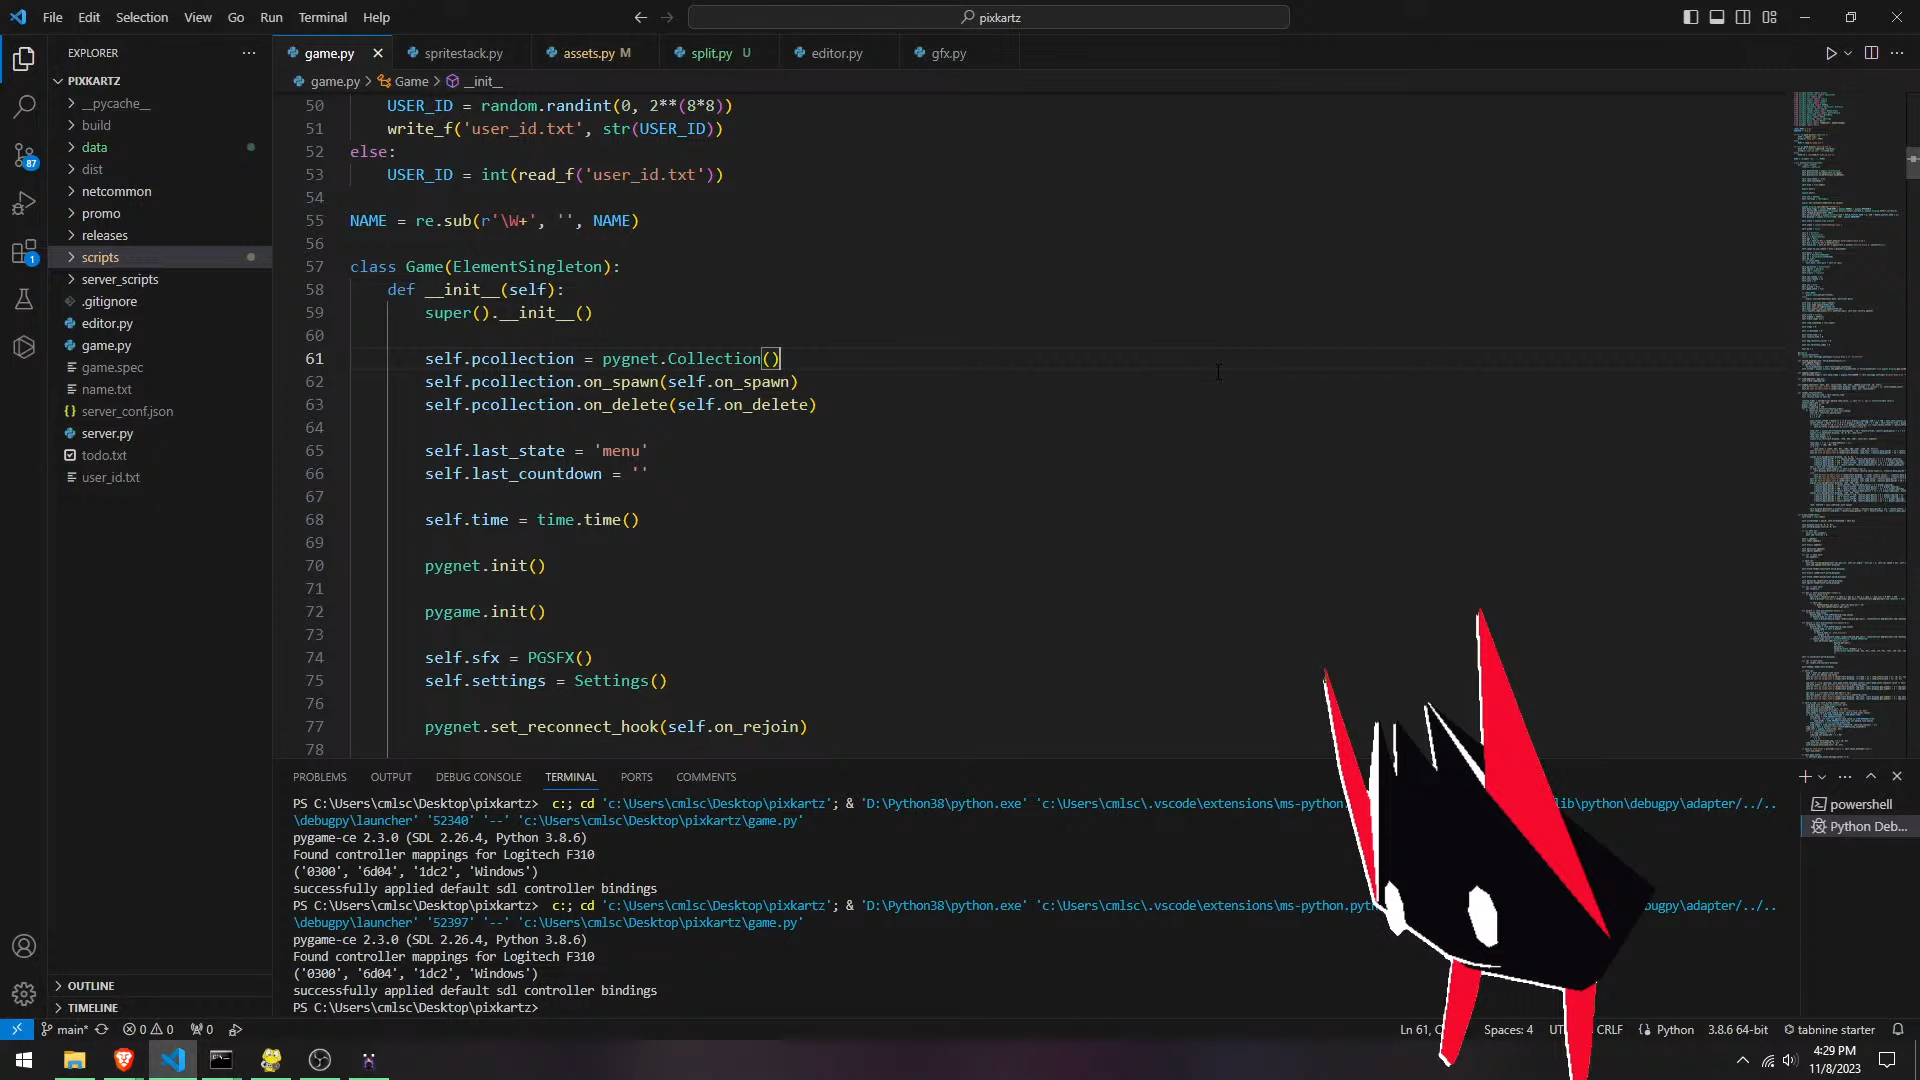 File Edit Selection View Go Run Terminal Help
pixkartz
EXPLORER
game.py
spritestack.py
assets.py M
split.py U
editor.py
gfx.py
PIXKARTZ
game.py > Game > __init__
__pycache__
build
data
dist
netcommon
promo
releases
scripts
server_scripts
.gitignore
editor.py
game.py
game.spec
name.txt
server_conf.json
server.py
todo.txt
user_id.txt
OUTLINE
TIMELINE
87
1
50 USER_ID = random.randint(0, 2**(8*8))
51 write_f('user_id.txt', str(USER_ID))
52 else:
53 USER_ID = int(read_f('user_id.txt'))
54
55 NAME = re.sub(r'\W+', '', NAME)
56
57 class Game(ElementSingleton):
58 def __init__(self):
59 super().__init__()
60
61 self.pcollection = pygnet.Collection()
62 self.pcollection.on_spawn(self.on_spawn)
63 self.pcollection.on_delete(self.on_delete)
64
65 self.last_state = 'menu'
66 self.last_countdown = ''
67
68 self.time = time.time()
69
70 pygnet.init()
71
72 pygame.init()
73
74 self.sfx = PGSFX()
75 self.settings = Settings()
76
77 pygnet.set_reconnect_hook(self.on_rejoin)
78
PROBLEMS OUTPUT DEBUG CONSOLE TERMINAL PORTS COMMENTS
PS C:\Users\cmlsc\Desktop\pixkartz> c:; cd 'c:\Users\cmlsc\Desktop\pixkartz'; & 'D:\Python38\python.exe' 'c:\Users\cmlsc\.vscode\extensions\ms-python. lib\python\debugpy\adapter/../..
\debugpy\launcher' '52340' '--' 'c:\Users\cmlsc\Desktop\pixkartz\game.py'
pygame-ce 2.3.0 (SDL 2.26.4, Python 3.8.6)
Found controller mappings for Logitech F310
('0300', '6d04', '1dc2', 'Windows')
successfully applied default sdl controller bindings
PS C:\Users\cmlsc\Desktop\pixkartz> c:; cd 'c:\Users\cmlsc\Desktop\pixkartz'; & 'D:\Python38\python.exe' 'c:\Users\cmlsc\.vscode\extensions\ms-python.pyt bugpy\adapter/../..
\debugpy\launcher' '52397' '--' 'c:\Users\cmlsc\Desktop\pixkartz\game.py'
pygame-ce 2.3.0 (SDL 2.26.4, Python 3.8.6)
Found controller mappings for Logitech F310
('0300', '6d04', '1dc2', 'Windows')
successfully applied default sdl controller bindings
PS C:\Users\cmlsc\Desktop\pixkartz>
powershell
Python Deb...
main* 0 0 0
Ln 61, C Spaces: 4 UT CRLF Python 3.8.6 64-bit tabnine starter
4:29 PM
11/8/2023